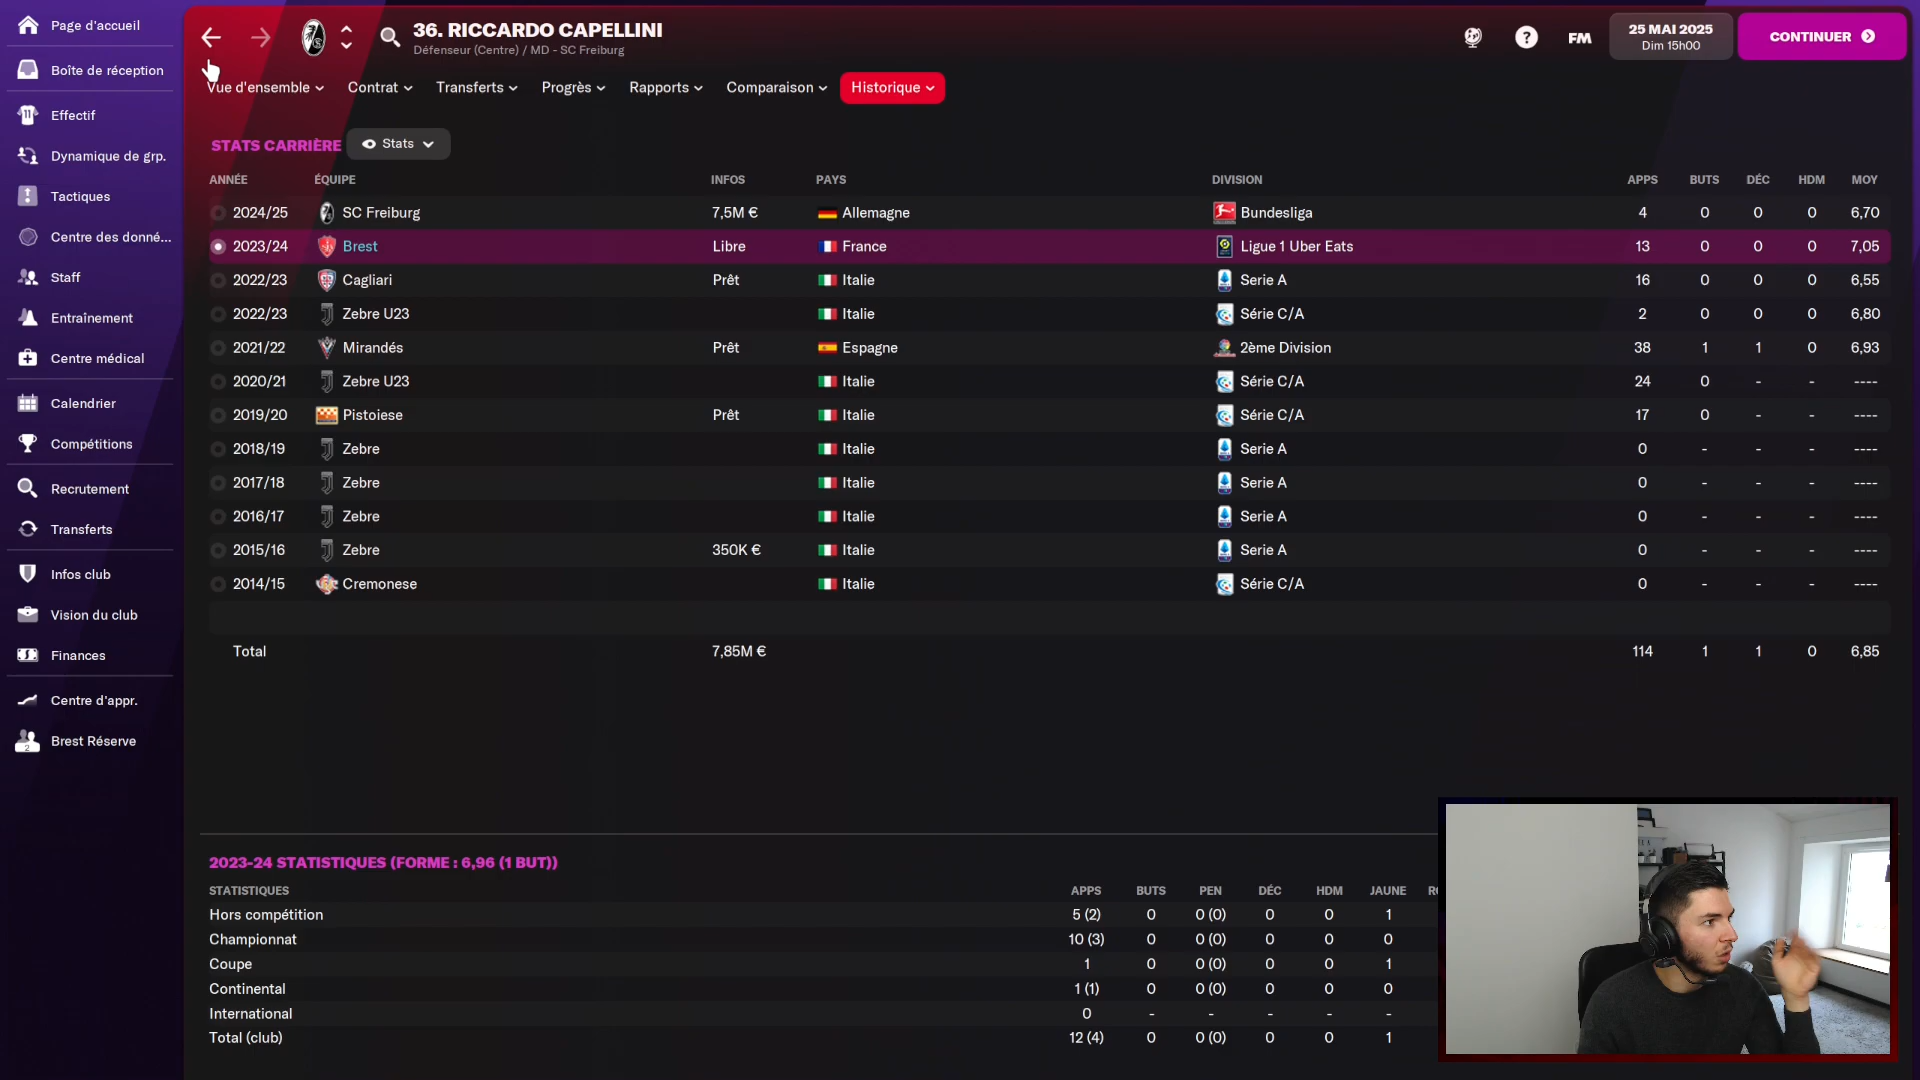 Page d'accueil
Boîte de réception
Effectif
Dynamique de grp.
Tactiques
Centre des donné...
Staff
Entraînement
Centre médical
Calendrier
Compétitions
Recrutement
Transferts
Infos club
Vision du club
Finances
Centre d'appr.
Brest Réserve
36. RICCARDO CAPELLINI
Défenseur (Centre) / MD - SC Freiburg
FM
25 MAI 2025
Dim 15h00
CONTINUER
Vue d'ensemble Contrat Transferts Progrès Rapports Comparaison Historique
STATS CARRIÈRE Stats
ANNÉE ÉQUIPE INFOS PAYS DIVISION APPS BUTS DÉC HDM MOY
2024/25 SC Freiburg 7,5M € Allemagne Bundesliga 4 0 0 0 6,70
2023/24 Brest Libre France Ligue 1 Uber Eats 13 0 0 0 7,05
2022/23 Cagliari Prêt Italie Serie A 16 0 0 0 6,55
2022/23 Zebre U23 Italie Série C/A 2 0 0 0 6,80
2021/22 Mirandés Prêt Espagne 2ème Division 38 1 1 0 6,93
2020/21 Zebre U23 Italie Série C/A 24 0 - - ----
2019/20 Pistoiese Prêt Italie Série C/A 17 0 - - ----
2018/19 Zebre Italie Serie A 0 - - - ----
2017/18 Zebre Italie Serie A 0 - - - ----
2016/17 Zebre Italie Serie A 0 - - - ----
2015/16 Zebre 350K € Italie Serie A 0 - - - ----
2014/15 Cremonese Italie Série C/A 0 - - - ----
Total 7,85M € 114 1 1 0 6,85
2023-24 STATISTIQUES (FORME : 6,96 (1 BUT))
STATISTIQUES APPS BUTS PEN DÉC HDM JAUNE
Hors compétition 5 (2) 0 0 (0) 0 0 1
Championnat 10 (3) 0 0 (0) 0 0 0
Coupe 1 0 0 (0) 0 0 1
Continental 1 (1) 0 0 (0) 0 0 0
International 0 - - - - -
Total (club) 12 (4) 0 0 (0) 0 0 1